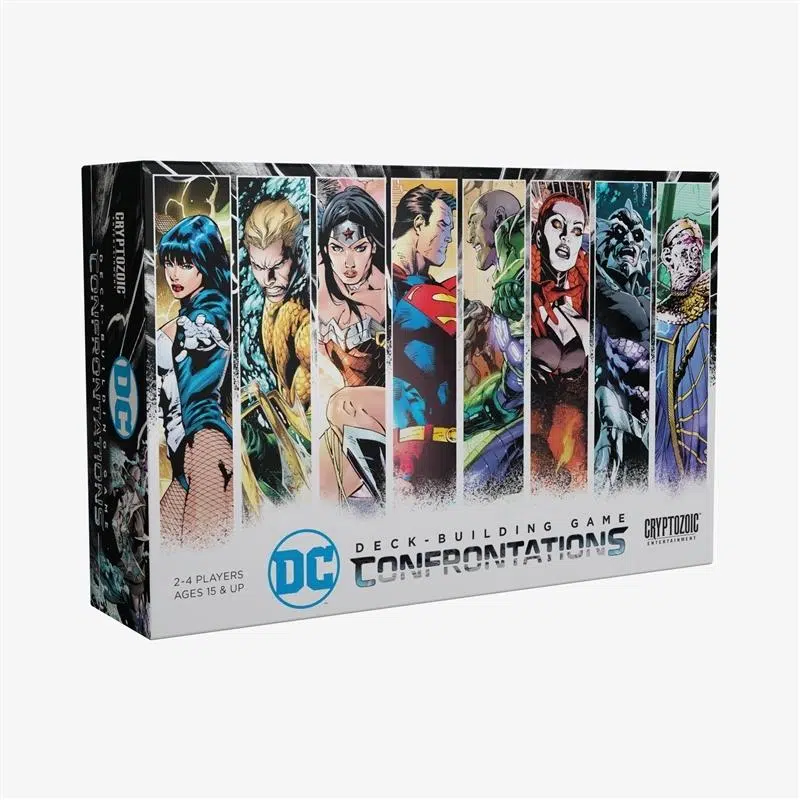 CRYPTOZOIC
ENTERTAINMENT
DECK-BUILDING GAME
CONFRONTATIONS
DC
2-4 PLAYERS
AGES 15 & UP
DC
DECK-BUILDING GAME
CONFRONTATIONS
CRYPTOZOIC
ENTERTAINMENT